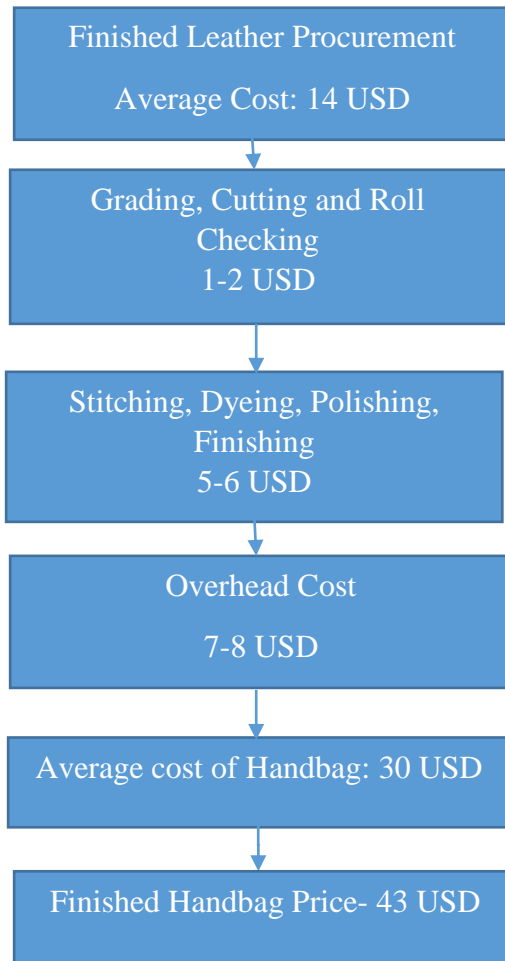 Finished Leather Procurement
Average Cost: 14 USD
Grading, Cutting and Roll
Checking
1-2 USD
Stitching, Dyeing, Polishing,
Finishing
5-6 USD
Overhead Cost
7-8 USD
Average cost of Handbag: 30 USD
Finished Handbag Price- 43 USD